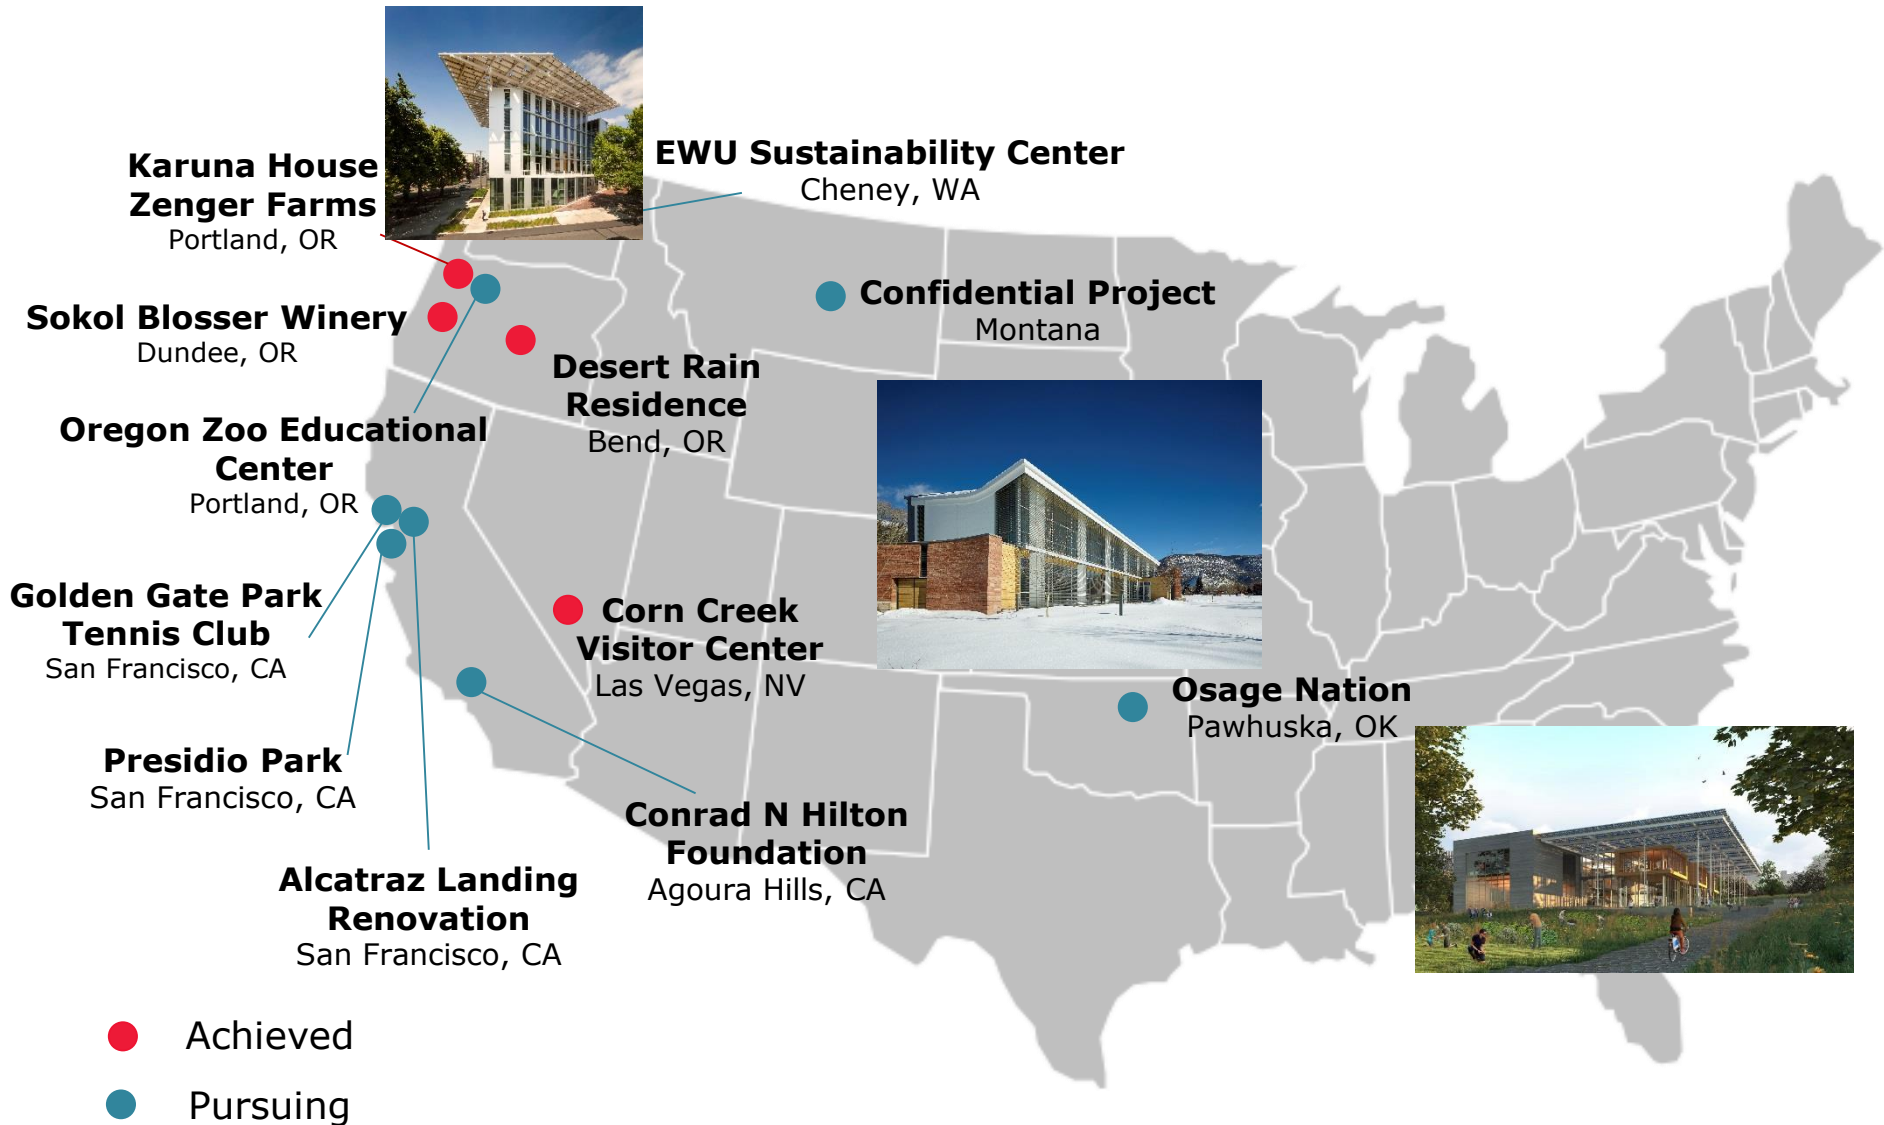 Karuna House
Zenger Farms
Portland, OR
EWU Sustainability Center
Cheney, WA
Sokol Blosser Winery
Dundee, OR
Confidential Project
Montana
Desert Rain
Residence
Bend, OR
Oregon Zoo Educational
Center
Portland, OR
Golden Gate Park
Tennis Club
San Francisco, CA
Corn Creek
Visitor Center
Las Vegas, NV
Osage Nation
Pawhuska, OK
Presidio Park
San Francisco, CA
Conrad N Hilton
Foundation
Agoura Hills, CA
Alcatraz Landing
Renovation
San Francisco, CA
Achieved
Pursuing